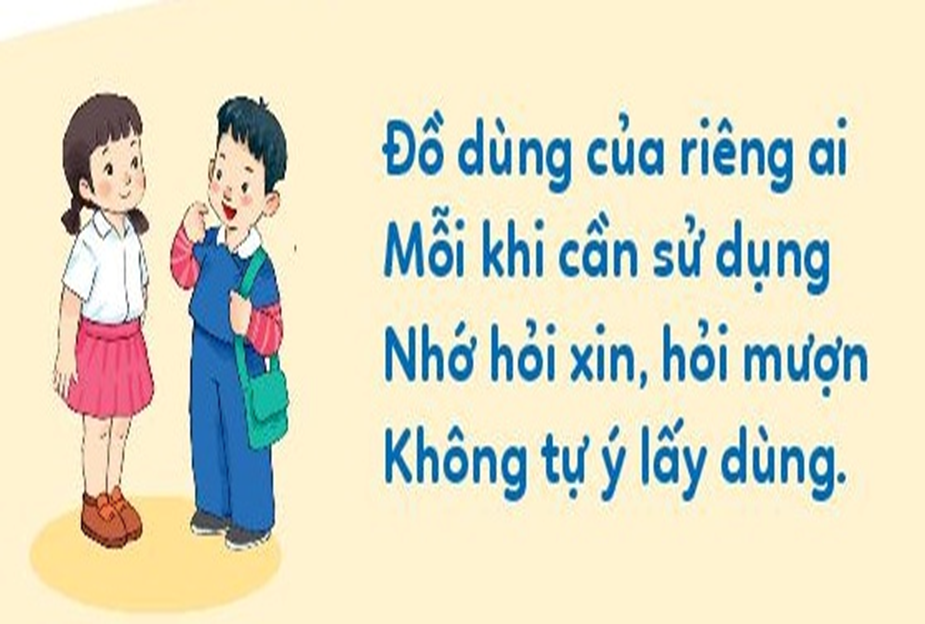 Đồ dùng của riêng ai
Mỗi khi cần sử dụng
Nhớ hỏi xin, hỏi mượn
Không tự ý lấy dùng.